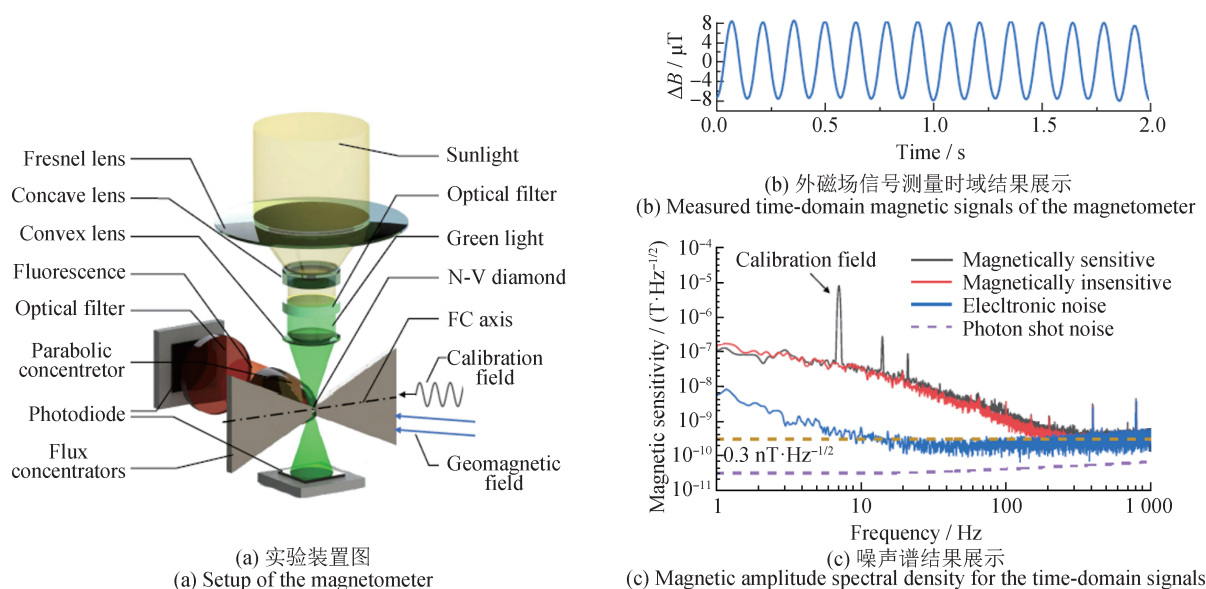 Fresnel lens
Concave lens
Convex lens
Fluorescence
Optical filter
Parabolic
concentretor
Photodiode
Flux
concentrators
Sunlight
Optical filter
Green light
N-V diamond
FC axis
Calibration
field
Geomagnetic
field
(a) 实验装置图
(a) Setup of the magnetometer
ΔB / μT
8
4
0
−4
−8
0.0 0.5 1.0 1.5 2.0
Time / s
(b) 外磁场信号测量时域结果展示
(b) Measured time-domain magnetic signals of the magnetometer
Magnetic sensitivity / (T·Hz⁻¹ᐟ²)
10⁻⁴
10⁻⁵
10⁻⁶
10⁻⁷
10⁻⁸
10⁻⁹
10⁻¹⁰
10⁻¹¹
Calibration field
Magnetically sensitive
Magnetically insensitive
Elecltronic noise
Photon shot noise
0.3 nT·Hz⁻¹ᐟ²
1 10 100 1 000
Frequency / Hz
(c) 噪声谱结果展示
(c) Magnetic amplitude spectral density for the time-domain signals